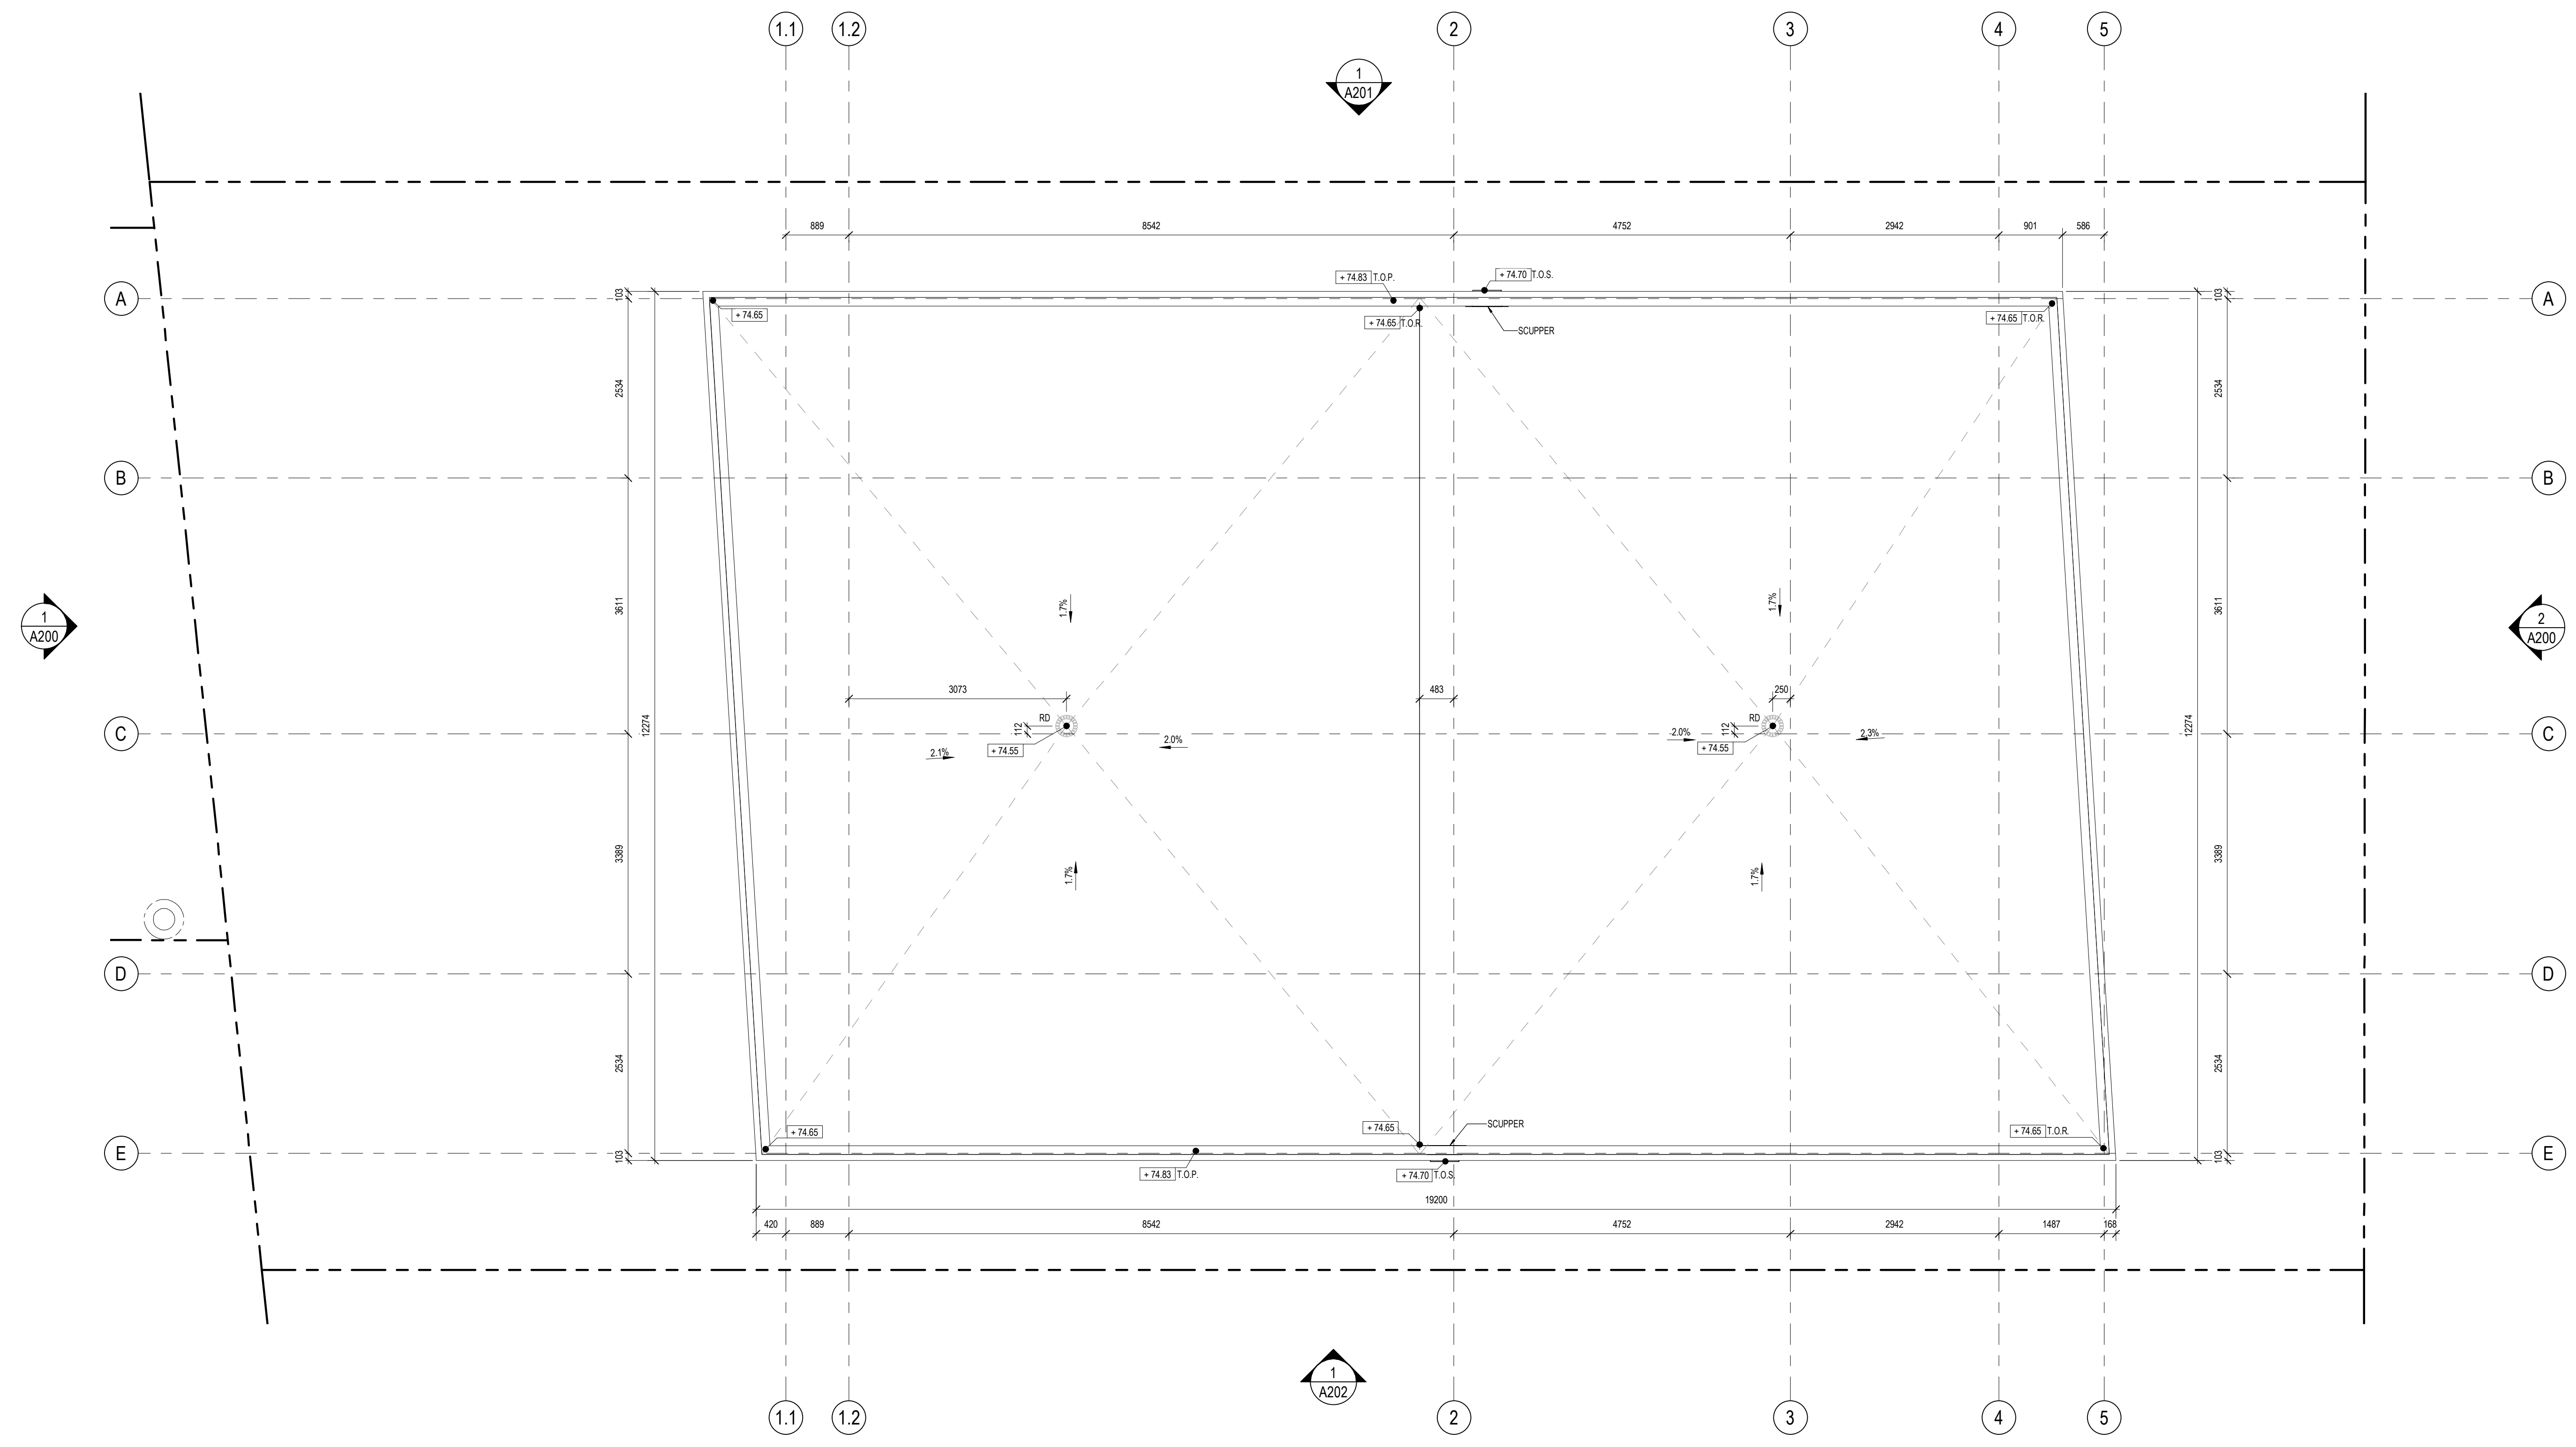 1.1 1.2 2 3 4 5
1
A201
889 8542 4752 2942 901 586
+ 74.83 T.O.P.
+ 74.70 T.O.S.
A 103 103 A
+ 74.65
+ 74.65 T.O.R.
SCUPPER
+ 74.65 T.O.R.
2534 2534
B B
1
A200
3611 1.7% 1.7% 3611
2
A200
3073 483 250
RD RD
112 112
12274 12274
C C
+ 74.55
+ 74.55
2.1% 2.0% 2.0% 2.3%
3389 1.7% 1.7% 3389
D D
2534 2534
+ 74.65
+ 74.65
SCUPPER
+ 74.65 T.O.R.
E 103 103 E
+ 74.83 T.O.P.
+ 74.70 T.O.S.
19200
420 889 8542 4752 2942 1487 168
1
A202
1.1 1.2 2 3 4 5